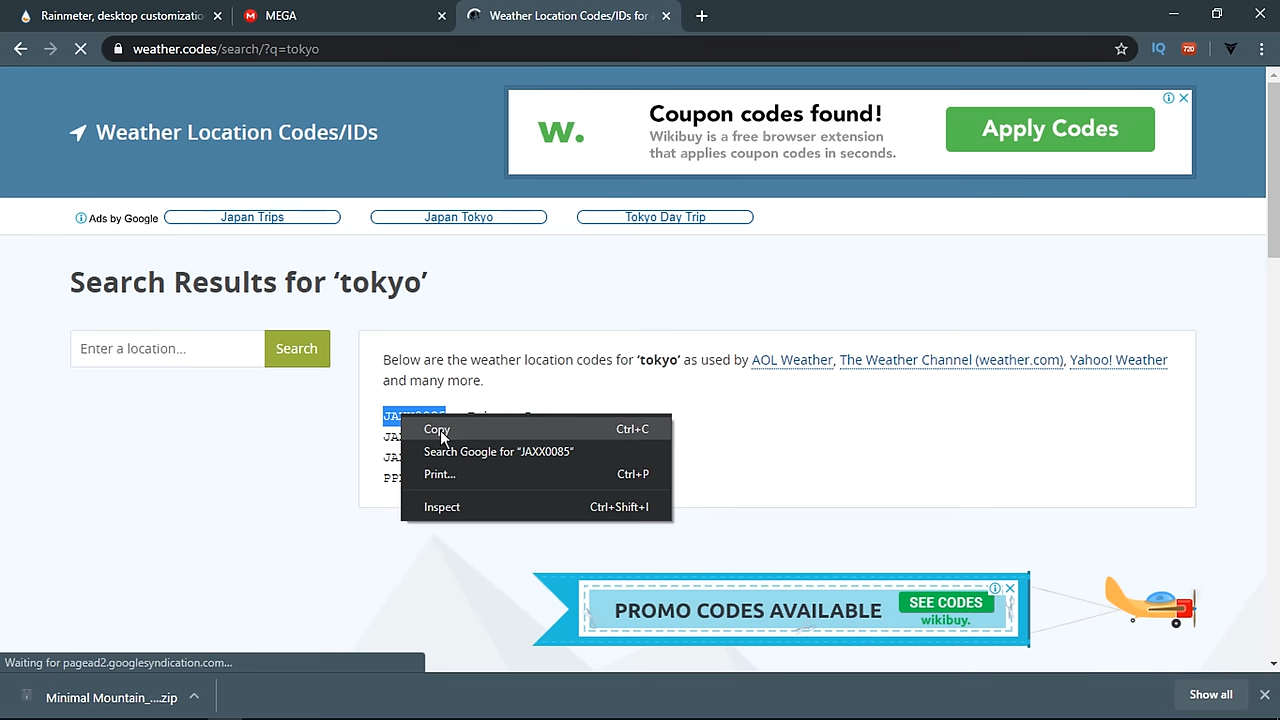 Rainmeter, desktop customizatio
MEGA
Weather Location Codes/IDs for
weather.codes/search/?q=tokyo
IQ
720
Weather Location Codes/IDs
w.
Coupon codes found!
Wikibuy is a free browser extension
that applies coupon codes in seconds.
Apply Codes
Ads by Google
Japan Trips
Japan Tokyo
Tokyo Day Trip
Search Results for ‘tokyo’
Enter a location...
Search
Below are the weather location codes for ‘tokyo’ as used by AOL Weather, The Weather Channel (weather.com), Yahoo! Weather
and many more.
Copy Ctrl+C
Search Google for “JAXX0085”
Print... Ctrl+P
Inspect Ctrl+Shift+I
PROMO CODES AVAILABLE
SEE CODES
wikibuy.
Waiting for pagead2.googlesyndication.com...
Minimal Mountain_....zip
Show all